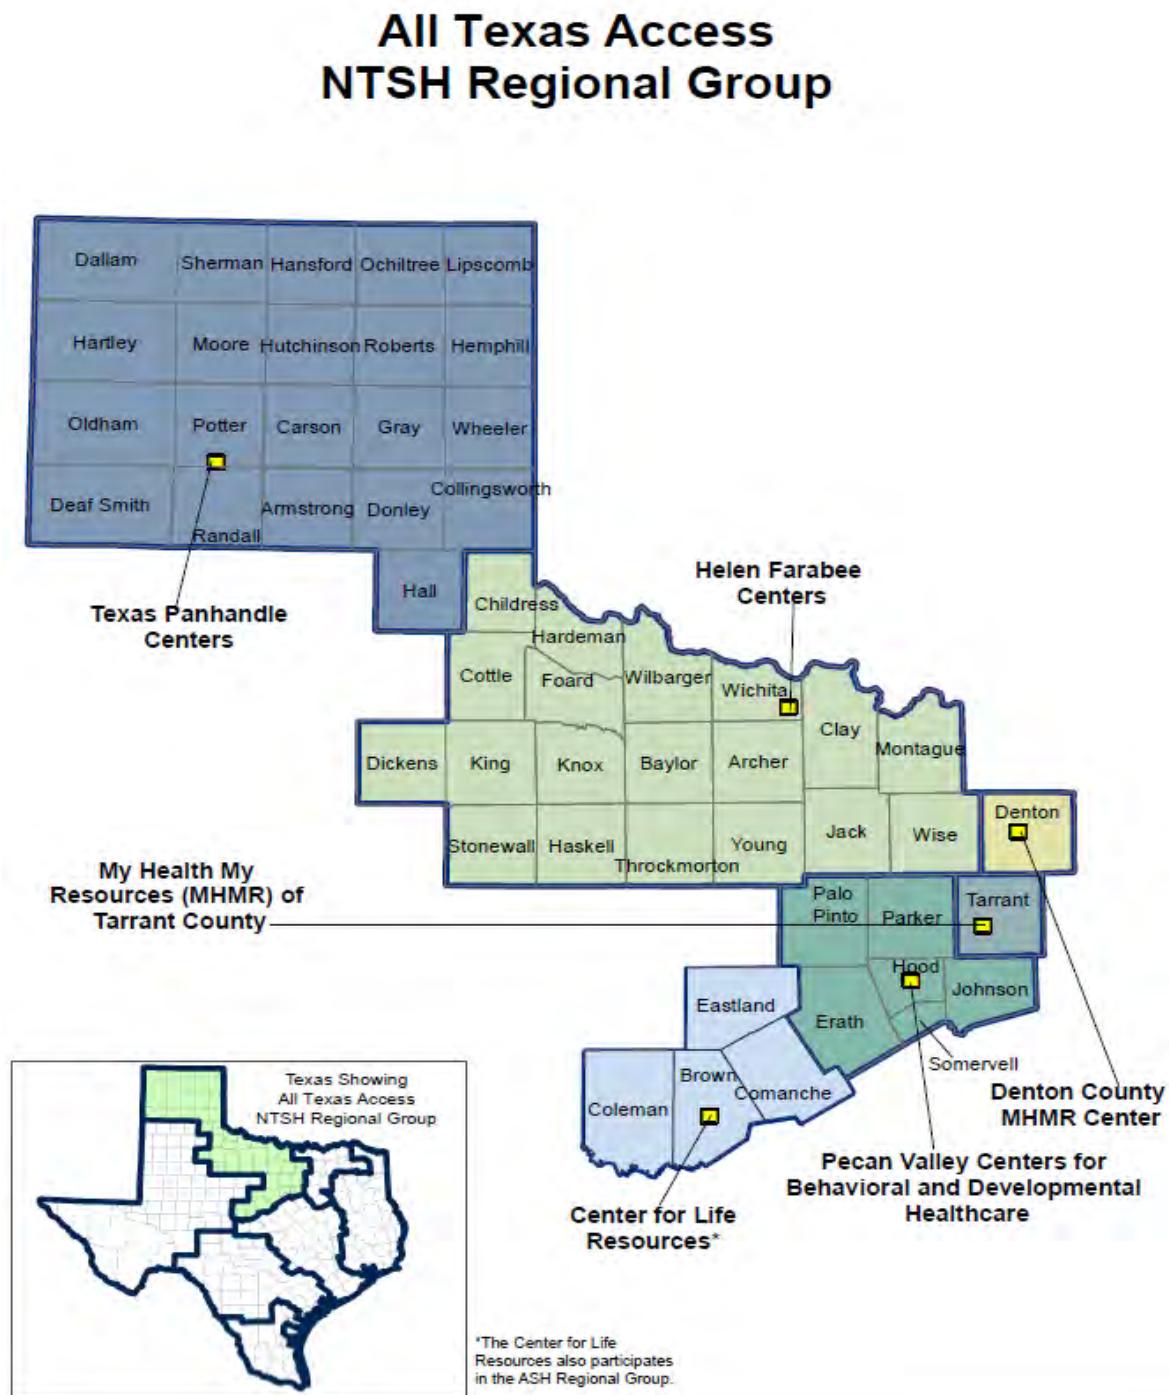 All Texas Access
NTSH Regional Group
Dallam
Sherman
Hansford
Ochiltree
Lipscomb
Hartley
Moore
Hutchinson
Roberts
Hemphill
Oldham
Potter
Carson
Gray
Wheeler
Deaf Smith
Randall
Armstrong
Donley
Collingsworth
Hall
Texas Panhandle
Centers
Helen Farabee
Centers
Childress
Hardeman
Cottle
Foard
Wilbarger
Wichita
Clay
Montague
Dickens
King
Knox
Baylor
Archer
Stonewall
Haskell
Throckmorton
Young
Jack
Wise
Denton
My Health My
Resources (MHMR) of
Tarrant County
Palo
Pinto
Parker
Tarrant
Hood
Johnson
Erath
Somervell
Eastland
Brown
Comanche
Coleman
Denton County
MHMR Center
Pecan Valley Centers for
Behavioral and Developmental
Healthcare
Center for Life
Resources*
Texas Showing
All Texas Access
NTSH Regional Group
*The Center for Life
Resources also participates
in the ASH Regional Group.